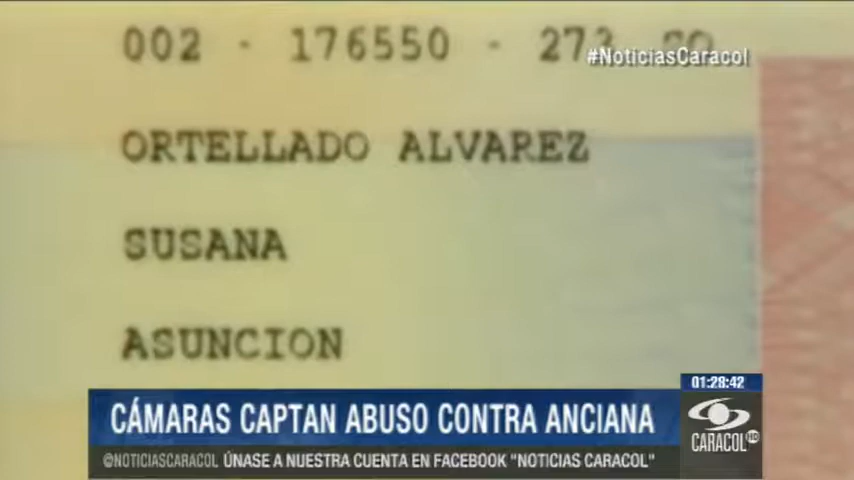 002 - 176550 - 273
#NoticiasCaracol
ORTELLADO ALVAREZ
SUSANA
ASUNCION
01:28:42
CÁMARAS CAPTAN ABUSO CONTRA ANCIANA
CARACOL HD
@NOTICIASCARACOL ÚNASE A NUESTRA CUENTA EN FACEBOOK "NOTICIAS CARACOL"